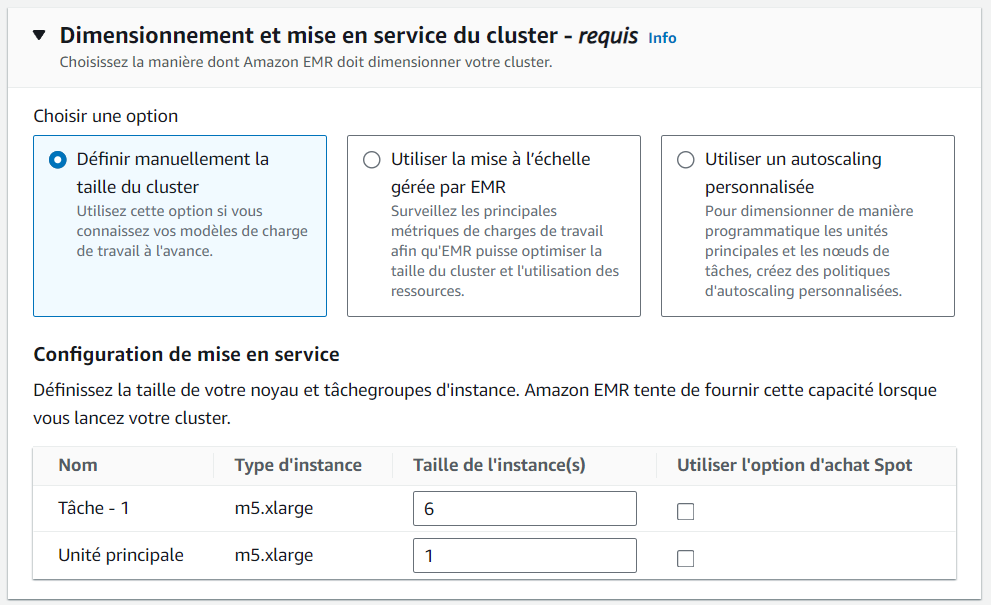 Dimensionnement et mise en service du cluster - requis Info
Choisissez la manière dont Amazon EMR doit dimensionner votre cluster.
Choisir une option
Définir manuellement la
taille du cluster
Utilisez cette option si vous
connaissez vos modèles de charge
de travail à l'avance.
Utiliser la mise à l'échelle
gérée par EMR
Surveillez les principales
métriques de charges de travail
afin qu'EMR puisse optimiser la
taille du cluster et l'utilisation des
ressources.
Utiliser un autoscaling
personnalisée
Pour dimensionner de manière
programmatique les unités
principales et les nœuds de
tâches, créez des politiques
d'autoscaling personnalisées.
Configuration de mise en service
Définissez la taille de votre noyau et tâchegroupes d'instance. Amazon EMR tente de fournir cette capacité lorsque
vous lancez votre cluster.
Nom Type d'instance Taille de l'instance(s) Utiliser l'option d'achat Spot
Tâche - 1 m5.xlarge 6
Unité principale m5.xlarge 1